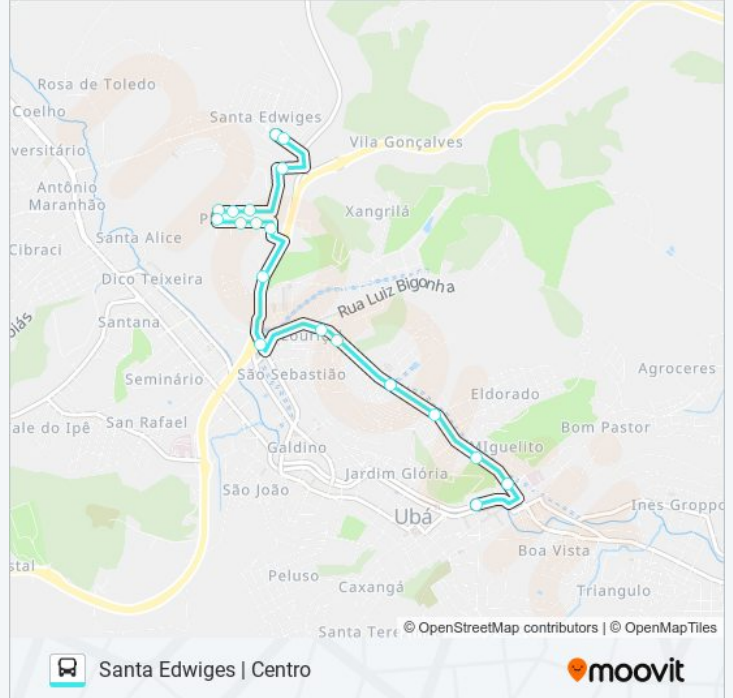 Rosa de Toledo
Coelho
Santa Edwiges
versitário
Vila Gonçalves
Antônio
Maranhão
P
Xangrilá
Santa Alice
Cibraci
Dico Teixeira
Rua Luiz Bigonha
oiás
Santana
Louriç
São Sebastião
Agroceres
Seminário
Eldorado
ale do Ipê
San Rafael
Bom Pastor
Galdino
MIguelito
Jardim Glória
São João
Ubá
Ines Groppo
Boa Vista
stal
Peluso
Caxangá
Triangulo
Santa Tere
© OpenStreetMap contributors | © OpenMapTiles
Santa Edwiges | Centro
moovit